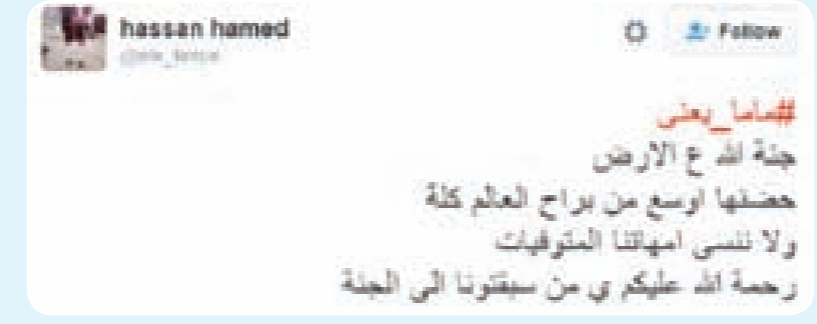 hassan hamed
Follow
#ماما_يعنى
جنة الله ع الارض
حضنها اوسع من براح العالم كلة
ولا ننسى امهاتنا المتوفيات
رحمة الله عليكم ي من سبقتونا الى الجنة